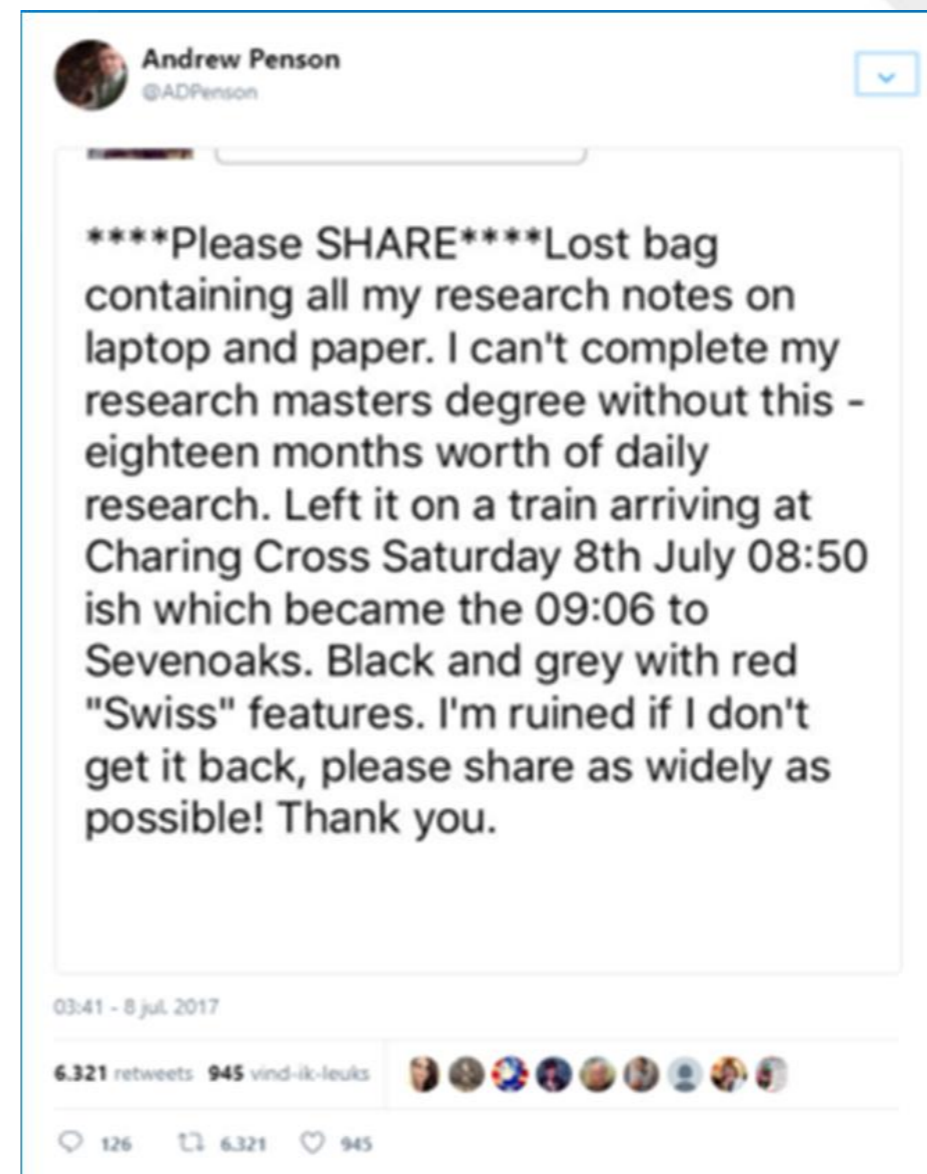 Andrew Penson
@ADPenson
****Please SHARE****Lost bag
containing all my research notes on
laptop and paper. I can't complete my
research masters degree without this -
eighteen months worth of daily
research. Left it on a train arriving at
Charing Cross Saturday 8th July 08:50
ish which became the 09:06 to
Sevenoaks. Black and grey with red
"Swiss" features. I'm ruined if I don't
get it back, please share as widely as
possible! Thank you.
03:41 - 8 jul. 2017
6.321 retweets 945 vind-ik-leuks
126 6.321 945